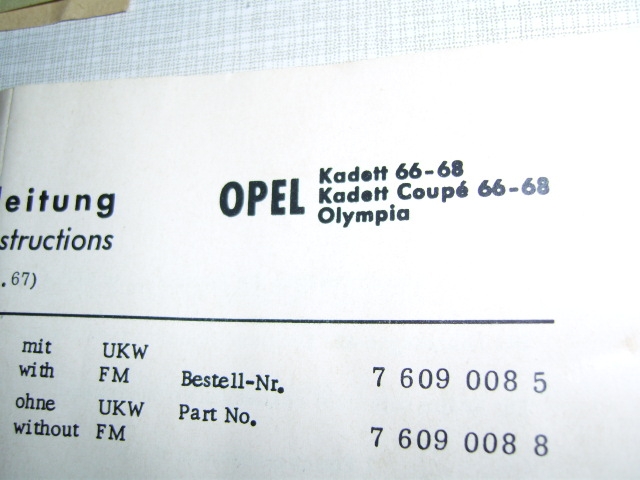 OPEL
Kadett 66-68
Kadett Coupé 66-68
Olympia
leitung
structions
.67)
mit UKW
with FM
Bestell-Nr. 7 609 008 5
ohne UKW
without FM
Part No.
7 609 008 8